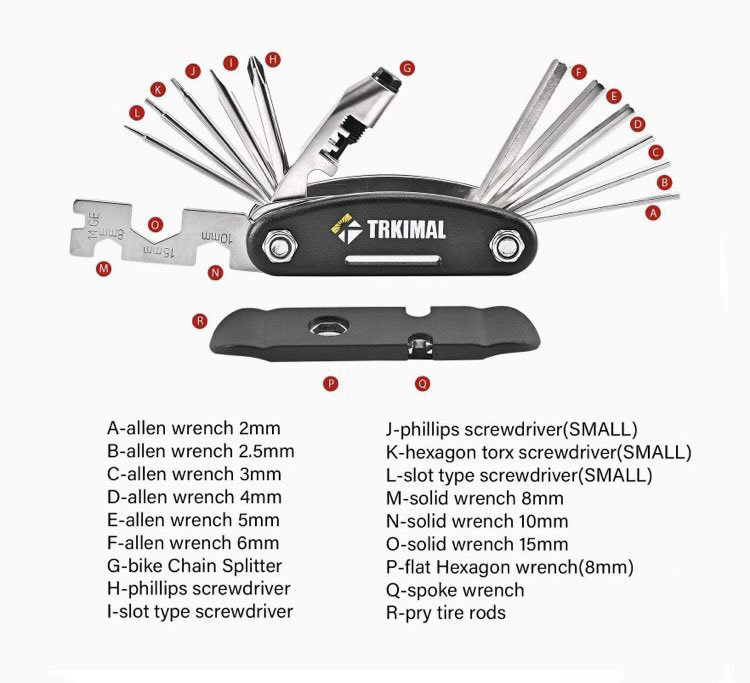 H
J
I
G
K
F
L
E
D
C
B
A
O
14 GE
8mm
15mm
10mm
TRKIMAL
M
N
R
P
Q
A-allen wrench 2mm
B-allen wrench 2.5mm
C-allen wrench 3mm
D-allen wrench 4mm
E-allen wrench 5mm
F-allen wrench 6mm
G-bike Chain Splitter
H-phillips screwdriver
I-slot type screwdriver
J-phillips screwdriver(SMALL)
K-hexagon torx screwdriver(SMALL)
L-slot type screwdriver(SMALL)
M-solid wrench 8mm
N-solid wrench 10mm
O-solid wrench 15mm
P-flat Hexagon wrench(8mm)
Q-spoke wrench
R-pry tire rods